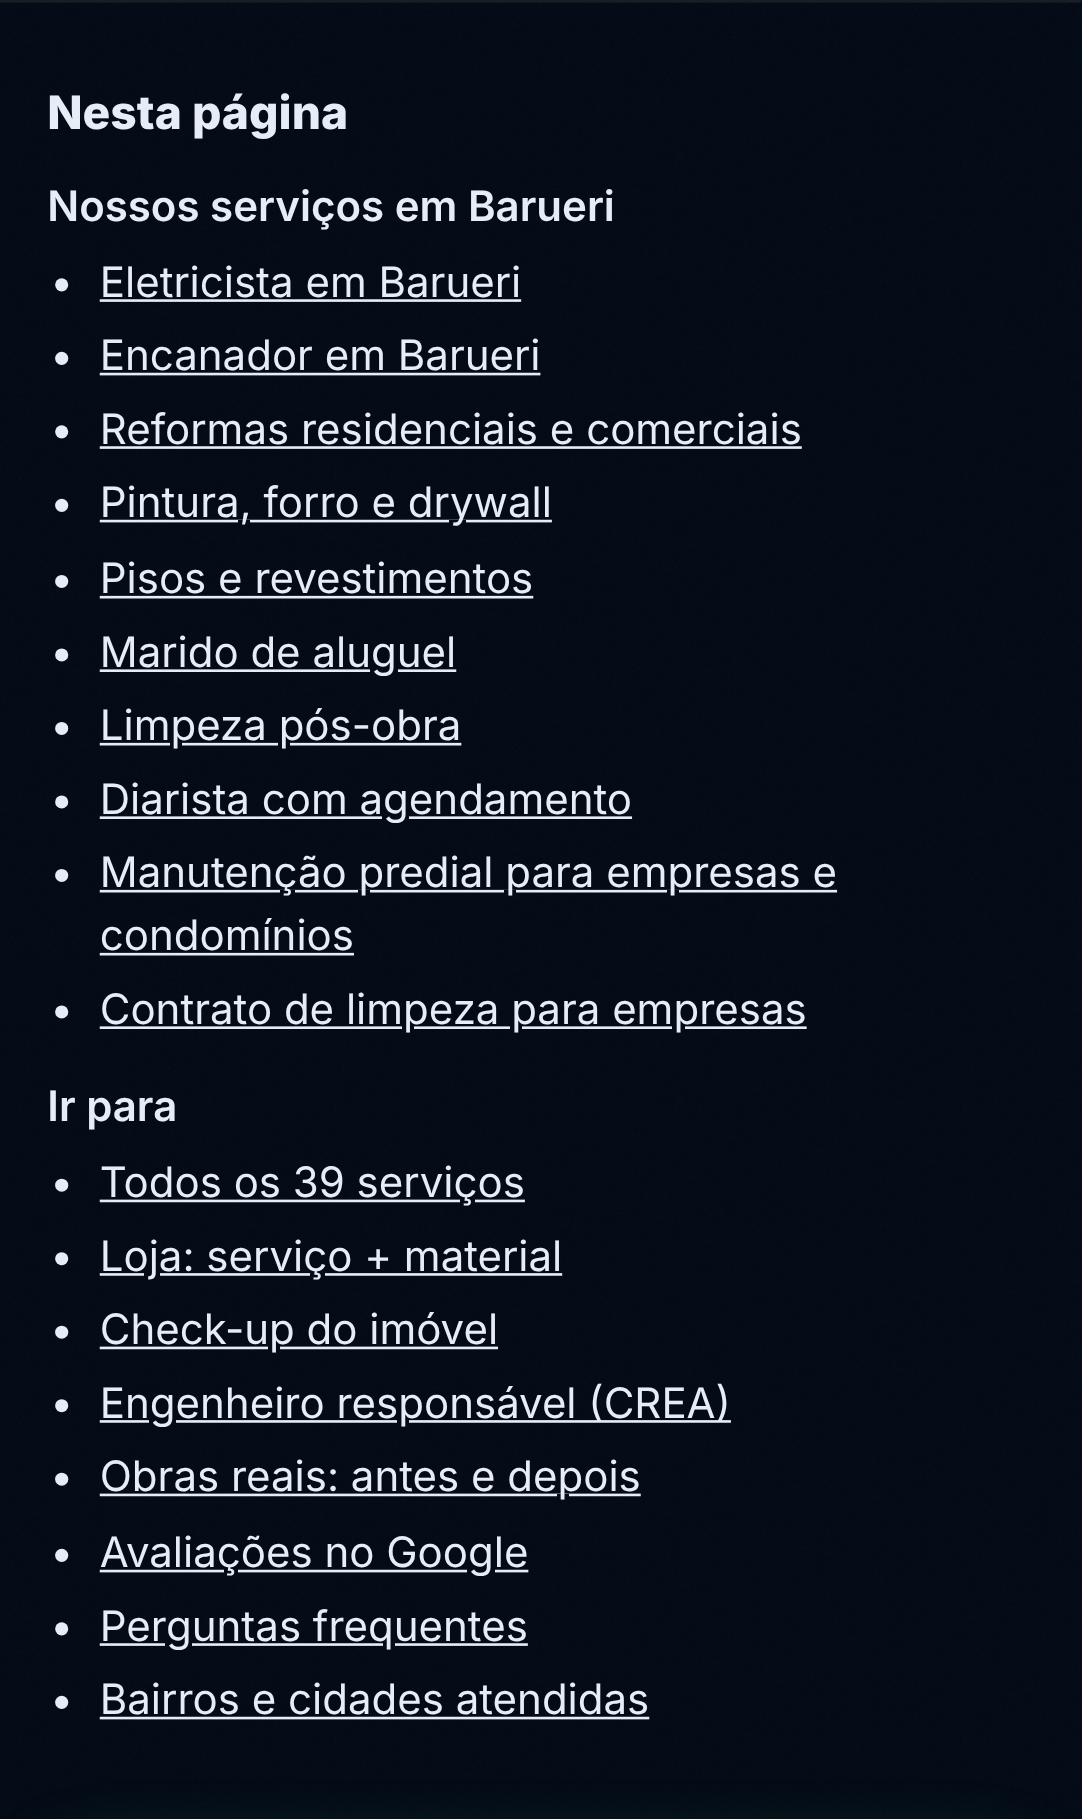 Nesta página
Nossos serviços em Barueri
Eletricista em Barueri
Encanador em Barueri
Reformas residenciais e comerciais
Pintura, forro e drywall
Pisos e revestimentos
Marido de aluguel
Limpeza pós-obra
Diarista com agendamento
Manutenção predial para empresas e
condomínios
Contrato de limpeza para empresas
Ir para
Todos os 39 serviços
Loja: serviço + material
Check-up do imóvel
Engenheiro responsável (CREA)
Obras reais: antes e depois
Avaliações no Google
Perguntas frequentes
Bairros e cidades atendidas